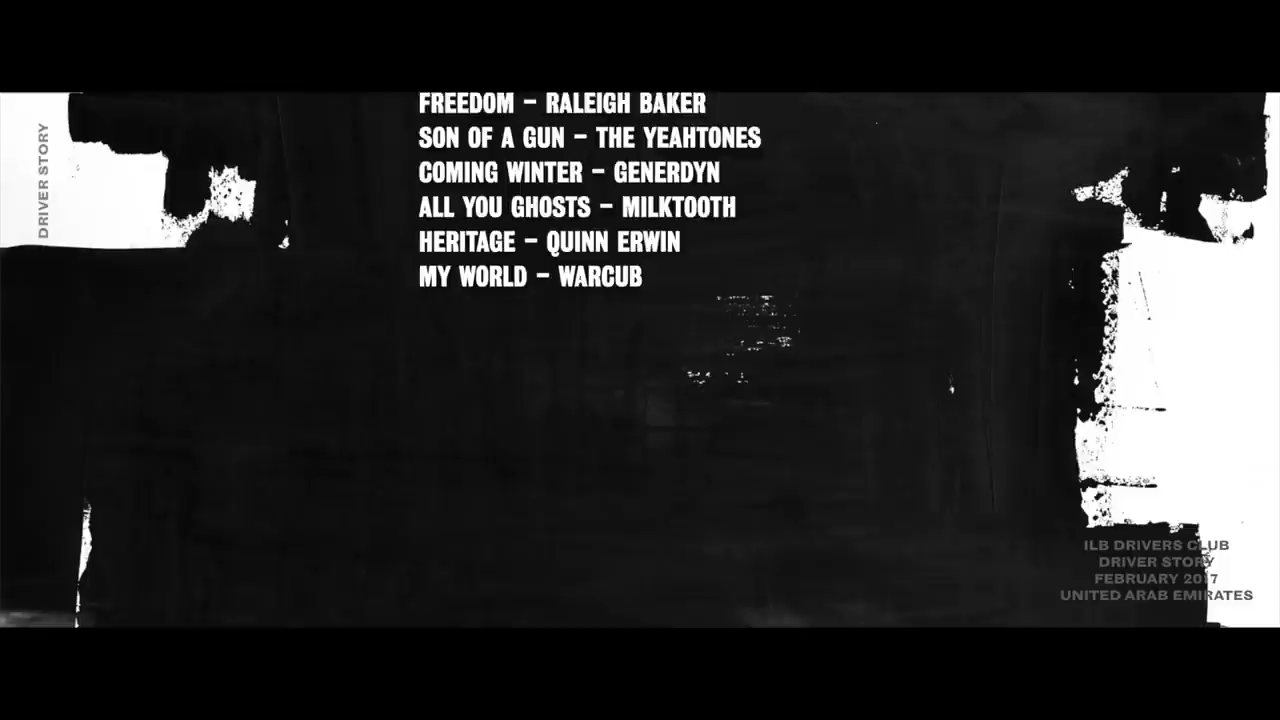 DRIVER STORY
FREEDOM – RALEIGH BAKER
SON OF A GUN – THE YEAHTONES
COMING WINTER – GENERDYN
ALL YOU GHOSTS – MILKTOOTH
HERITAGE – QUINN ERWIN
MY WORLD – WARCUB
ILB DRIVERS CLUB
DRIVER STORY
FEBRUARY 2017
UNITED ARAB EMIRATES